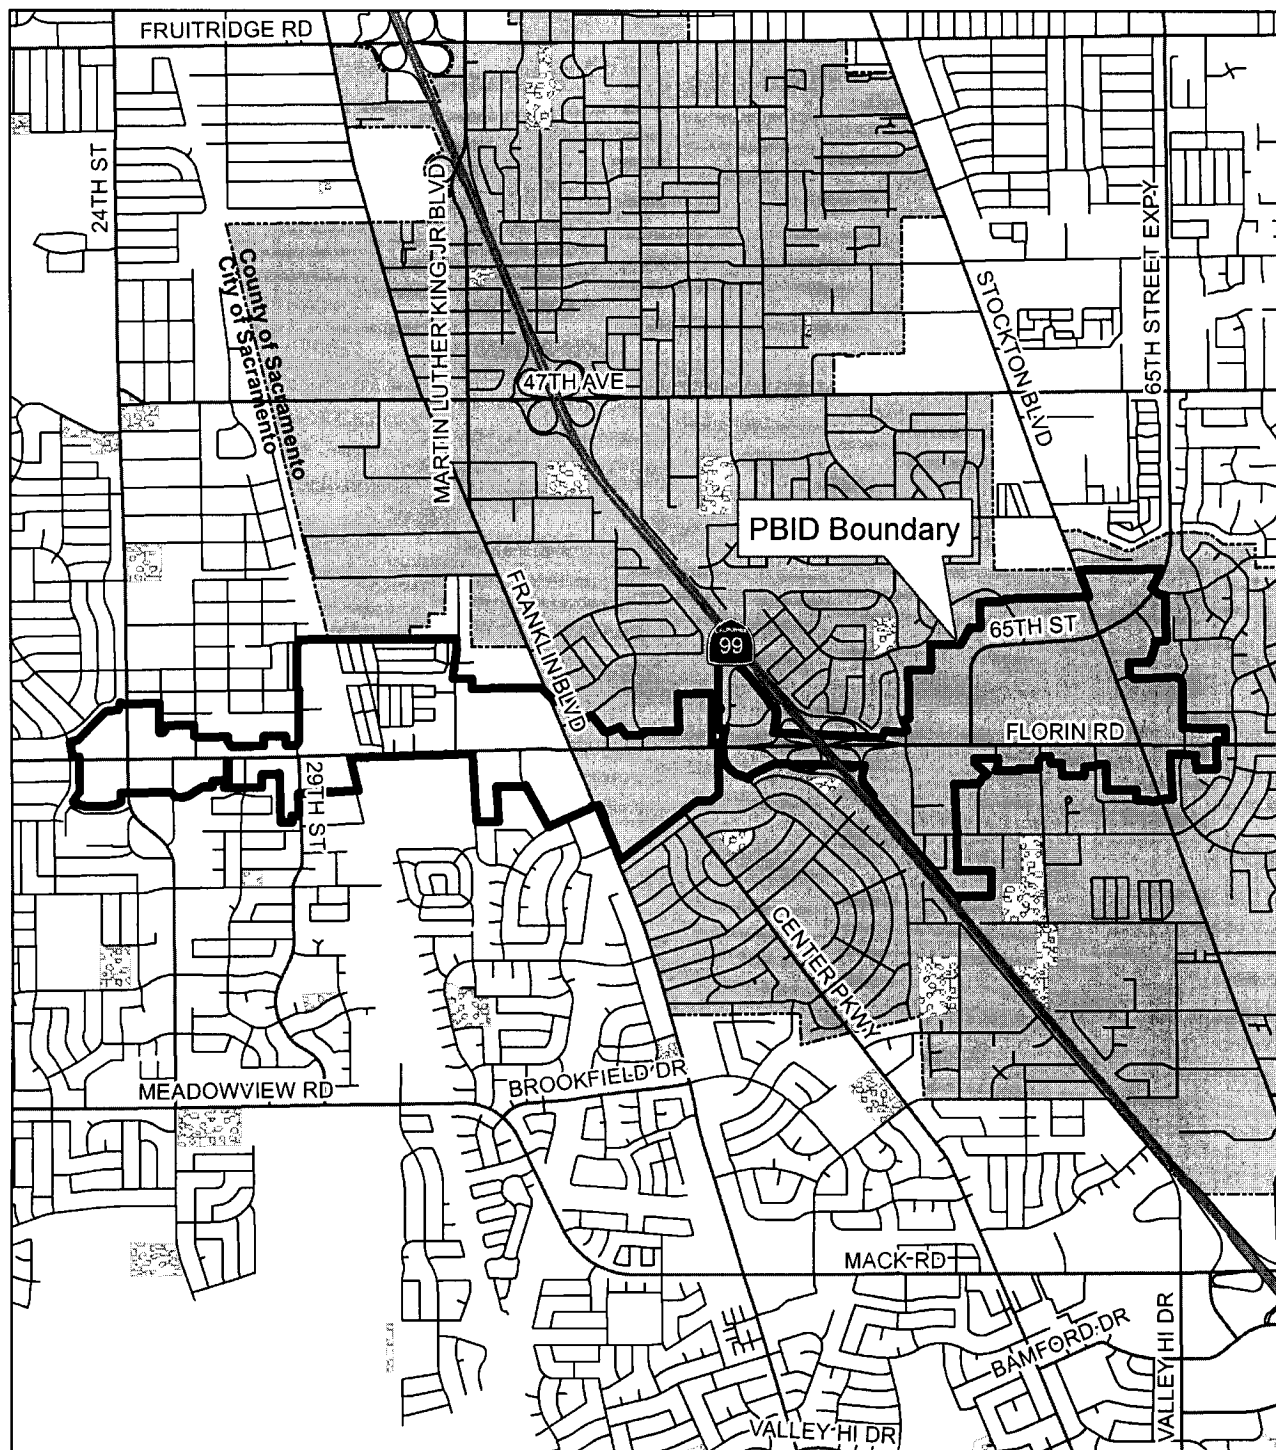 FRUITRIDGE RD
24TH ST
MARTIN LUTHER KING JR BLVD
65TH STREET EXPY
County of Sacramento
City of Sacramento
STOCKTON BLVD
47TH AVE
PBID Boundary
FRANKLIN BLVD
99
65TH ST
FLORIN RD
29TH ST
CENTER PKWY
MEADOWVIEW RD
BROOKFIELD DR
MACK RD
BAMFORD DR
VALLEY HI DR
VALLEY HI DR